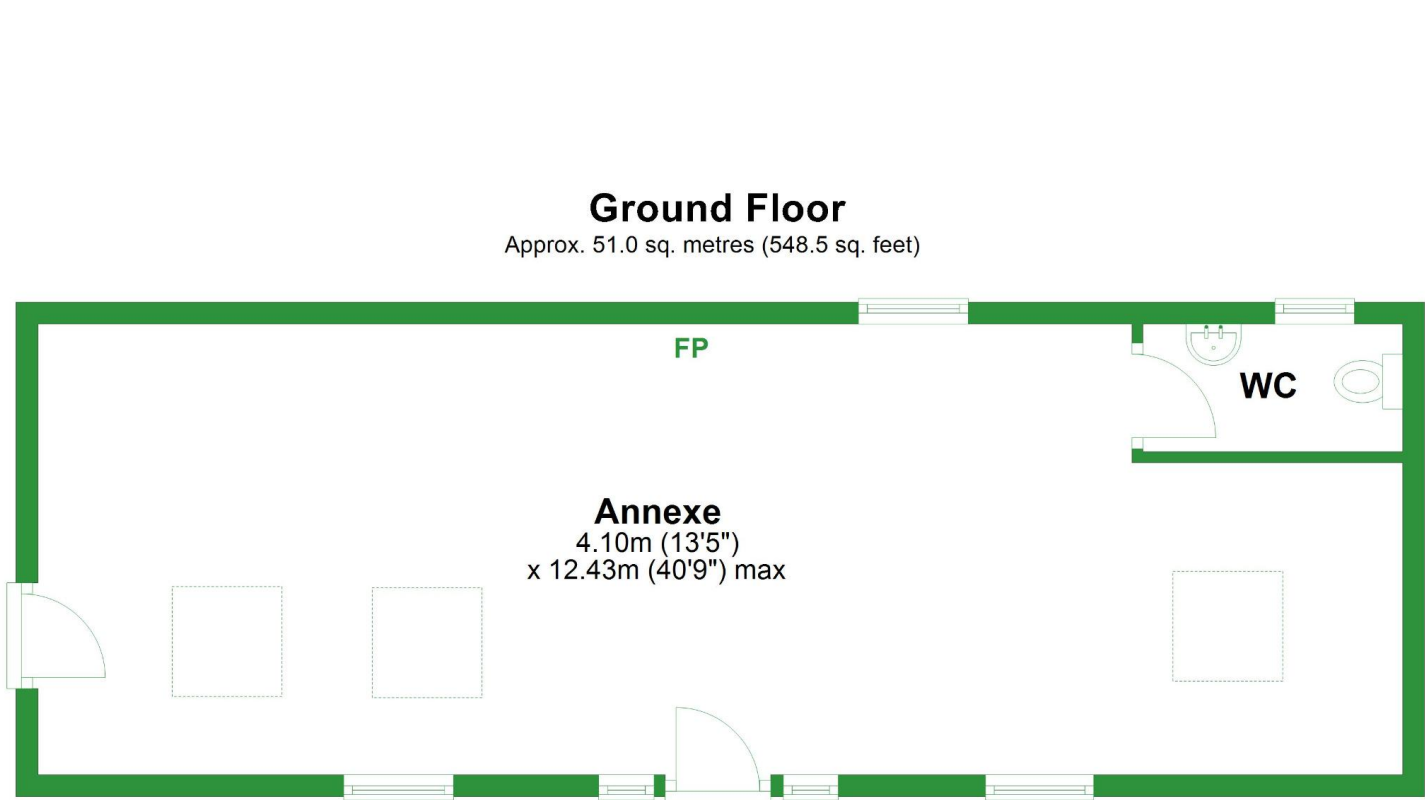 Ground Floor
Approx. 51.0 sq. metres (548.5 sq. feet)
FP
WC
Annexe
4.10m (13'5")
x 12.43m (40'9") max